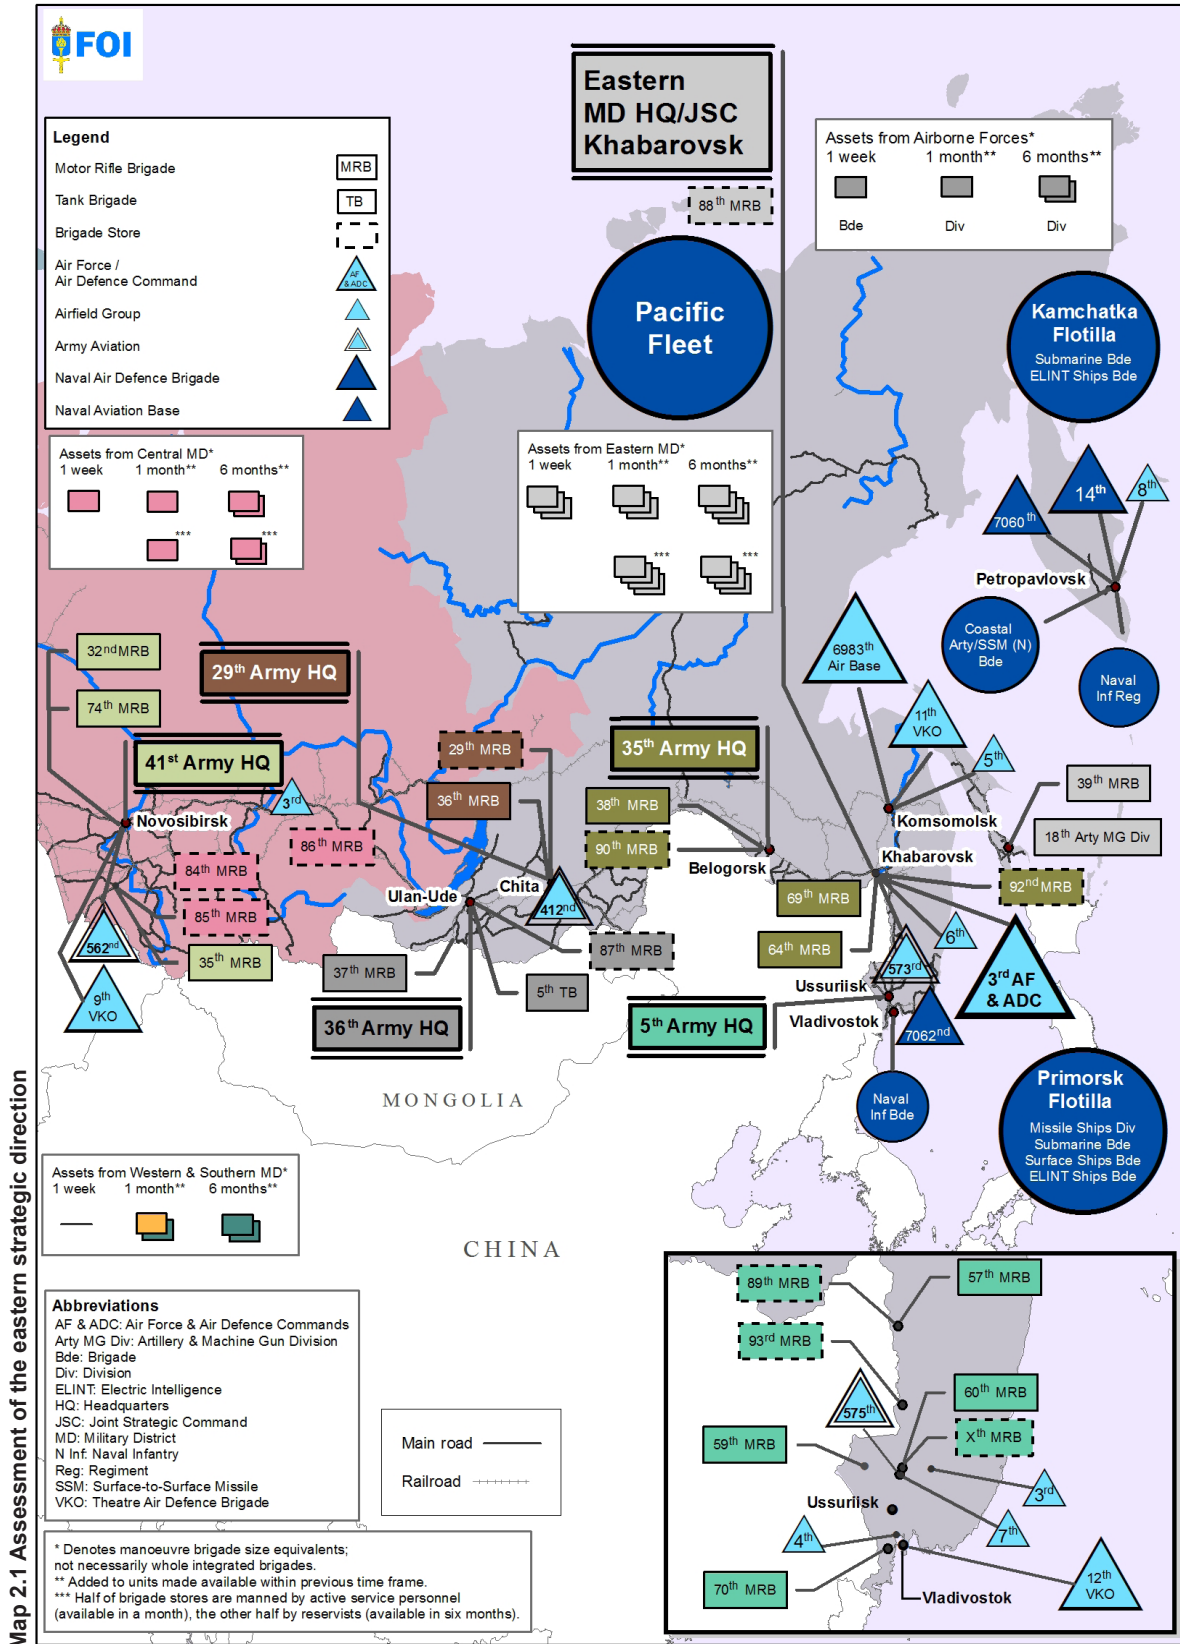 FOI
Eastern
MD HQ/JSC
Khabarovsk
Legend
Motor Rifle Brigade
MRB
Tank Brigade
TB
Brigade Store
Air Force /
Air Defence Command
AF
& ADC
Airfield Group
Army Aviation
Naval Air Defence Brigade
Naval Aviation Base
Assets from Airborne Forces*
1 week 1 month** 6 months**
Bde Div Div
88th MRB
Pacific
Fleet
Kamchatka
Flotilla
Submarine Bde
ELINT Ships Bde
Assets from Central MD*
1 week 1 month** 6 months**
*** ***
Assets from Eastern MD*
1 week 1 month** 6 months**
*** ***
7060th
14th
8th
Petropavlovsk
Coastal
Arty/SSM (N)
Bde
Naval
Inf Reg
32nd MRB
74th MRB
29th Army HQ
41st Army HQ
3rd
Novosibirsk
29th MRB
36th MRB
86th MRB
84th MRB
85th MRB
35th MRB
562nd
9th
VKO
Ulan-Ude
Chita
412nd
37th MRB
87th MRB
5th TB
36th Army HQ
35th Army HQ
38th MRB
90th MRB
Belogorsk
6983th
Air Base
11th
VKO
5th
Komsomolsk
39th MRB
18th Arty MG Div
Khabarovsk
92nd MRB
69th MRB
64th MRB
6th
573rd
3rd AF
& ADC
Ussuriisk
Vladivostok
7062nd
5th Army HQ
Naval
Inf Bde
Primorsk
Flotilla
Missile Ships Div
Submarine Bde
Surface Ships Bde
ELINT Ships Bde
MONGOLIA
CHINA
Assets from Western & Southern MD*
1 week 1 month** 6 months**
Abbreviations
AF & ADC: Air Force & Air Defence Commands
Arty MG Div: Artillery & Machine Gun Division
Bde: Brigade
Div: Division
ELINT: Electric Intelligence
HQ: Headquarters
JSC: Joint Strategic Command
MD: Military District
N Inf: Naval Infantry
Reg: Regiment
SSM: Surface-to-Surface Missile
VKO: Theatre Air Defence Brigade
Main road
Railroad
* Denotes manoeuvre brigade size equivalents;
not necessarily whole integrated brigades.
** Added to units made available within previous time frame.
*** Half of brigade stores are manned by active service personnel
(available in a month), the other half by reservists (available in six months).
89th MRB
57th MRB
93rd MRB
575th
60th MRB
Xth MRB
59th MRB
3rd
Ussuriisk
7th
4th
70th MRB
12th
VKO
Vladivostok
Map 2.1 Assessment of the eastern strategic direction